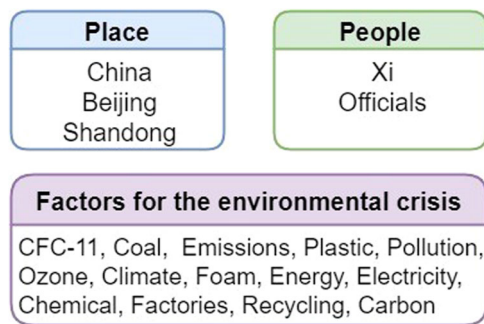 Place
China
Beijing
Shandong
People
Xi
Officials
Factors for the environmental crisis
CFC-11, Coal, Emissions, Plastic, Pollution,
Ozone, Climate, Foam, Energy, Electricity,
Chemical, Factories, Recycling, Carbon